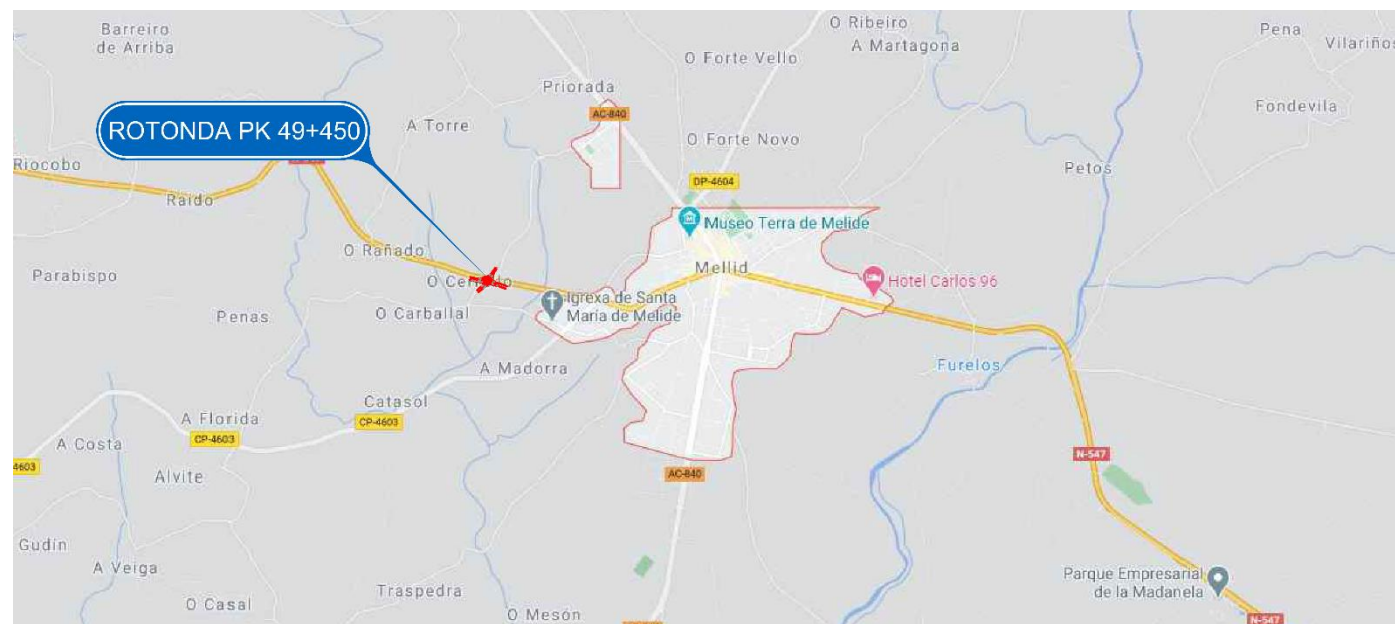 O Ribeiro
Barreiro
de Arriba
A Martagona
Pena
Vilariños
O Forte Vello
Priorada
Fondevila
AC-840
ROTONDA PK 49+450
A Torre
O Forte Novo
Riocobo
Petos
DP-4604
Raído
Museo Terra de Melide
O Rañado
Mellid
Parabispo
Hotel Carlos 96
Igrexa de Santa
María de Melide
Penas
O Carballal
A Madorra
Furelos
Catasol
A Florida
CP-4603
CP-4603
A Costa
N-547
4603
Alvite
AC-840
Gudín
A Veiga
Parque Empresarial
de la Madanela
Traspedra
O Casal
O Mesón
N-547